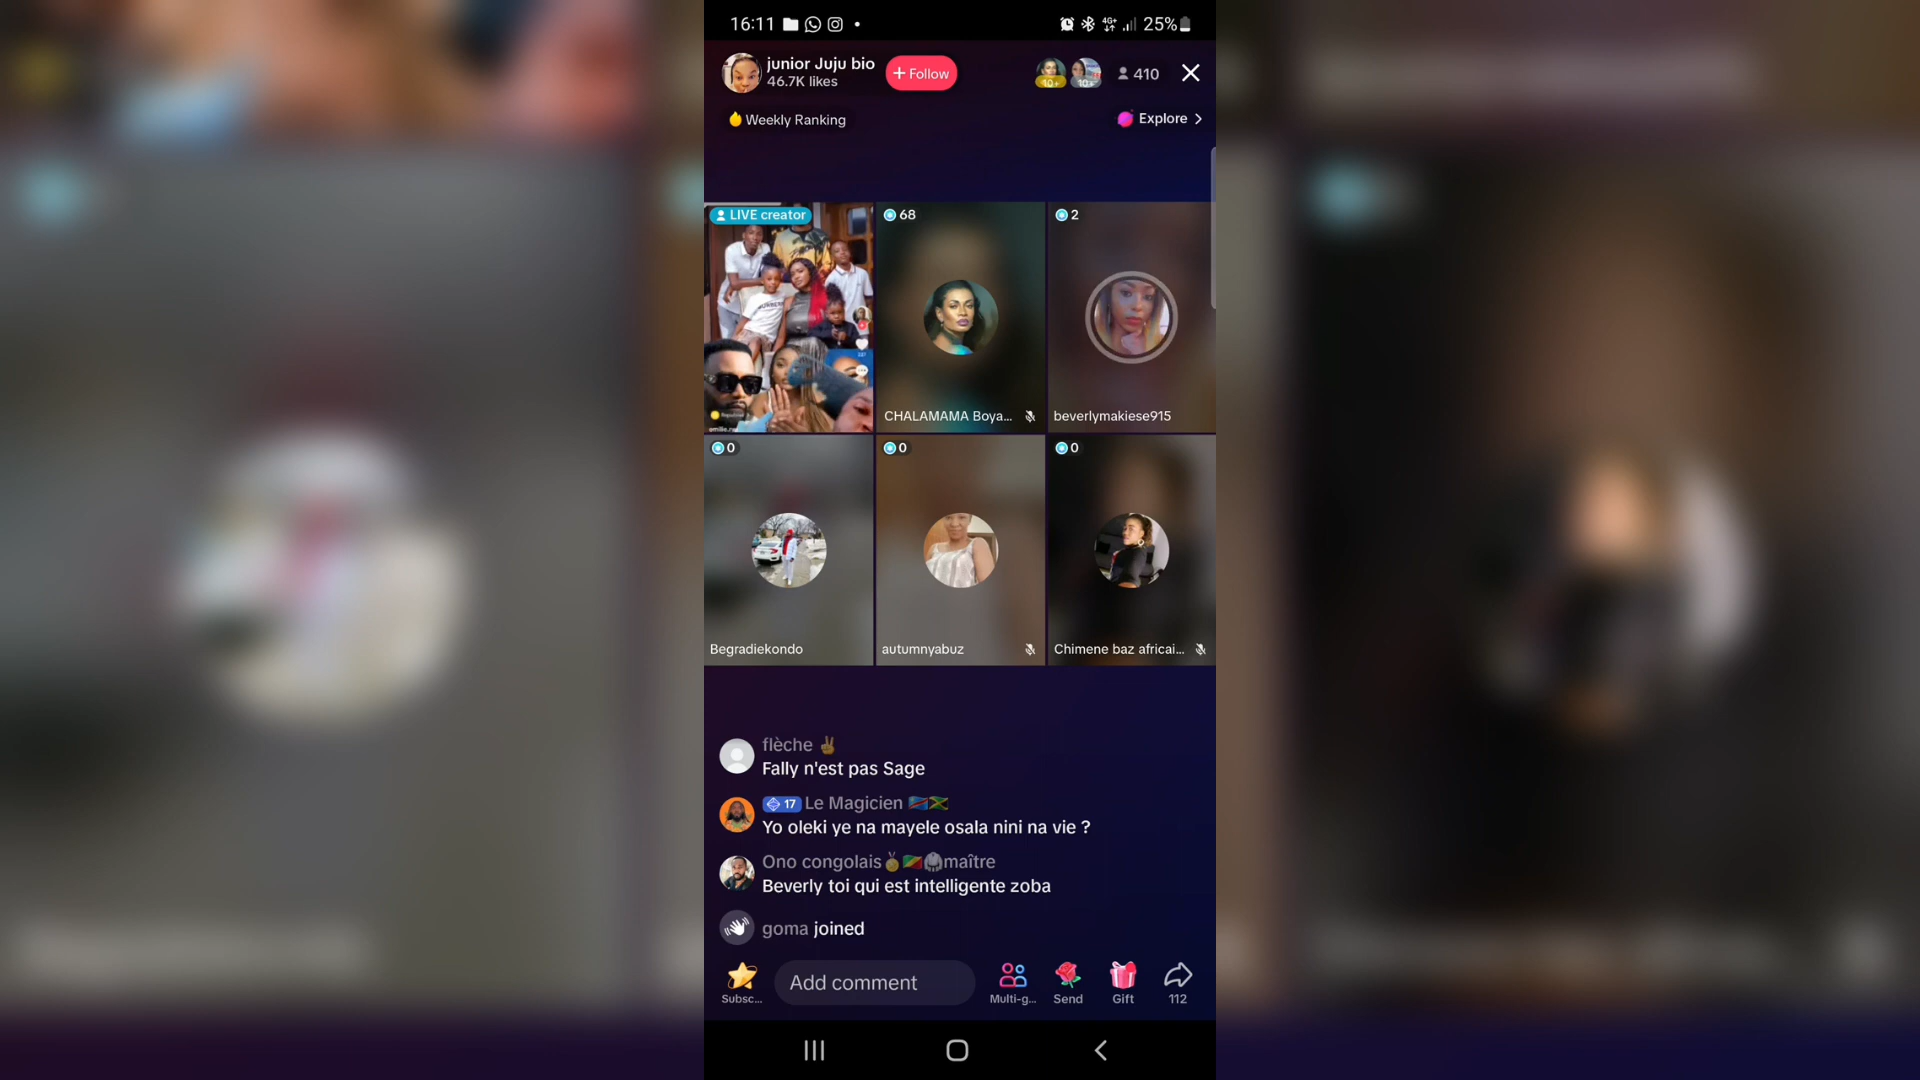 16:11 25%
junior Juju bio
46.7K likes
+ Follow
10+ 10+ 410
Weekly Ranking
Explore >
LIVE creator
68
2
CHALAMAMA Boya...
beverlymakiese915
0
0
0
Begradiekondo
autumnyabuz
Chimene baz africai...
flèche ✌
Fally n'est pas Sage
17 Le Magicien 🇨🇩🇯🇲
Yo oleki ye na mayele osala nini na vie ?
Ono congolais🏅🇨🇬🥋maître
Beverly toi qui est intelligente zoba
goma joined
Subsc...
Add comment
Multi-g...
Send
Gift
112